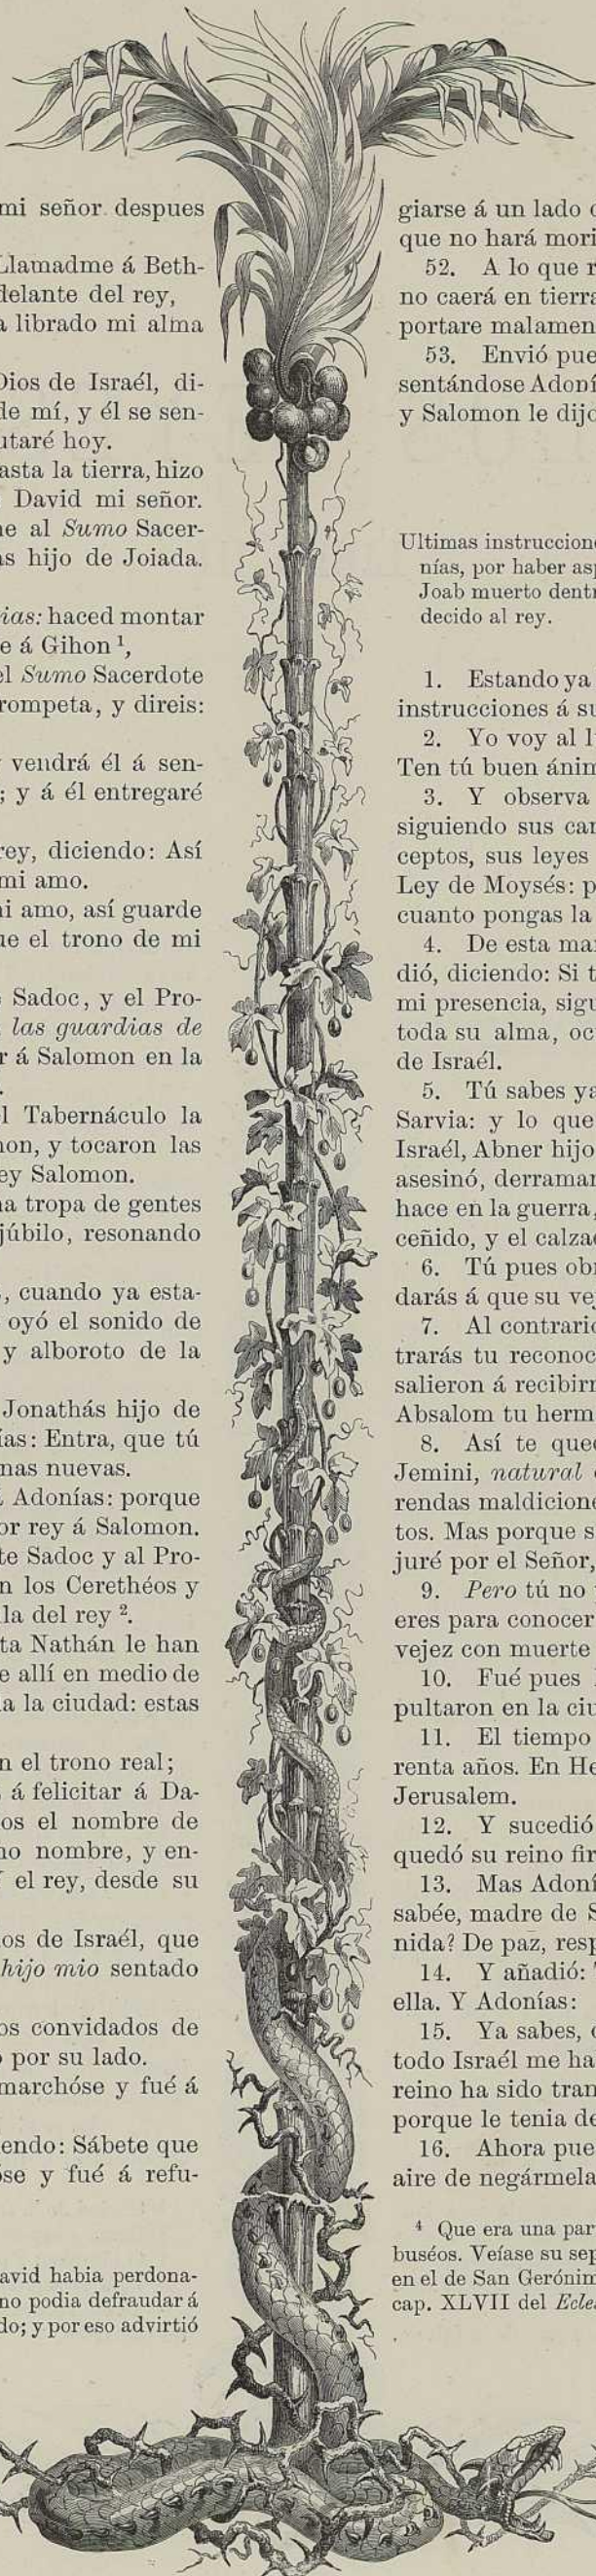 mi señor despues
Llamadme á Beth-
delante del rey,
a librado mi alma
Dios de Israél, di-
de mí, y él se sen-
utaré hoy.
asta la tierra, hizo
David mi señor.
ne al Sumo Sacer-
as hijo de Joiada.
ias: haced montar
e á Gihon ¹,
el Sumo Sacerdote
rompeta, y direis:
vendrá él á sen-
; y á él entregaré
rey, diciendo: Así
mi amo.
ni amo, así guarde
ue el trono de mi
Sadoc, y el Pro-
las guardias de
r á Salomon en la
l Tabernáculo la
non, y tocaron las
ey Salomon.
na tropa de gentes
júbilo, resonando
, cuando ya esta-
oyó el sonido de
y alboroto de la
Jonathás hijo de
ías: Entra, que tú
nas nuevas.
Adonías: porque
or rey á Salomon.
te Sadoc y al Pro-
n los Cerethéos y
la del rey ².
ta Nathán le han
e allí en medio de
a la ciudad: estas
n el trono real;
á felicitar á Da-
os el nombre de
no nombre, y en-
Y el rey, desde su
os de Israél, que
hijo mio sentado
os convidados de
por su lado.
marchóse y fué á
endo: Sábete que
se y fué á refu-
avid habia perdona-
no podia defraudar á
do; y por eso advirtió
giarse á un lado
que no hará mori
52. A lo que r
no caerá en tierra
portare malamen
53. Envió pue
sentándose Adoní
y Salomon le dijo
Ultimas instruccion
nías, por haber asp
Joab muerto dentr
decido al rey.
1. Estando ya
instrucciones á su
2. Yo voy al l
Ten tú buen ánim
3. Y observa
siguiendo sus car
ceptos, sus leyes
Ley de Moysés: p
cuanto pongas la
4. De esta mar
dió, diciendo: Si t
mi presencia, sigu
toda su alma, oc
de Israél.
5. Tú sabes ya
Sarvia: y lo que
Israél, Abner hijo
asesinó, derramar
hace en la guerra,
ceñido, y el calza
6. Tú pues obr
darás á que su vej
7. Al contrario
trarás tu reconoc
salieron á recibirr
Absalom tu herm
8. Así te qued
Jemini, natural
rendas maldicione
tos. Mas porque s
juré por el Señor,
9. Pero tú no
eres para conocer
vejez con muerte
10. Fué pues
pultaron en la ciu
11. El tiempo
renta años. En He
Jerusalem.
12. Y sucedió
quedó su reino fir
13. Mas Adoní
sabée, madre de S
nida? De paz, resp
14. Y añadió:
ella. Y Adonías:
15. Ya sabes,
todo Israél me ha
reino ha sido tran
porque le tenia de
16. Ahora pue
aire de negármela
⁴ Que era una par
buséos. Veíase su sep
en el de San Gerónim
cap. XLVII del Ecle